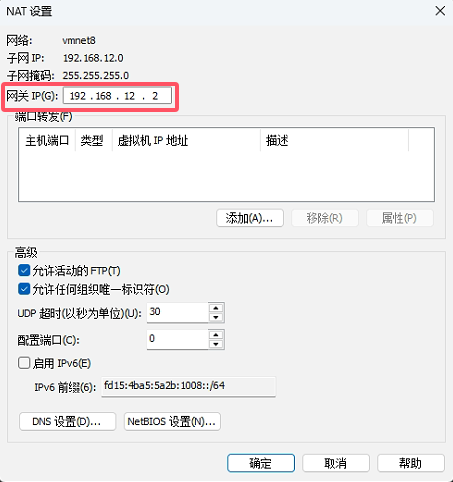 NAT 设置
网络: vmnet8
子网 IP: 192.168.12.0
子网掩码: 255.255.255.0
网关 IP(G): 192 . 168 . 12 . 2
端口转发(F)
主机端口 类型 虚拟机 IP 地址 描述
添加(A)... 移除(R) 属性(P)
高级
允许活动的 FTP(T)
允许任何组织唯一标识符(O)
UDP 超时(以秒为单位)(U): 30
配置端口(C): 0
启用 IPv6(E)
IPv6 前缀(6): fd15:4ba5:5a2b:1008::/64
DNS 设置(D)... NetBIOS 设置(N)...
确定 取消 帮助